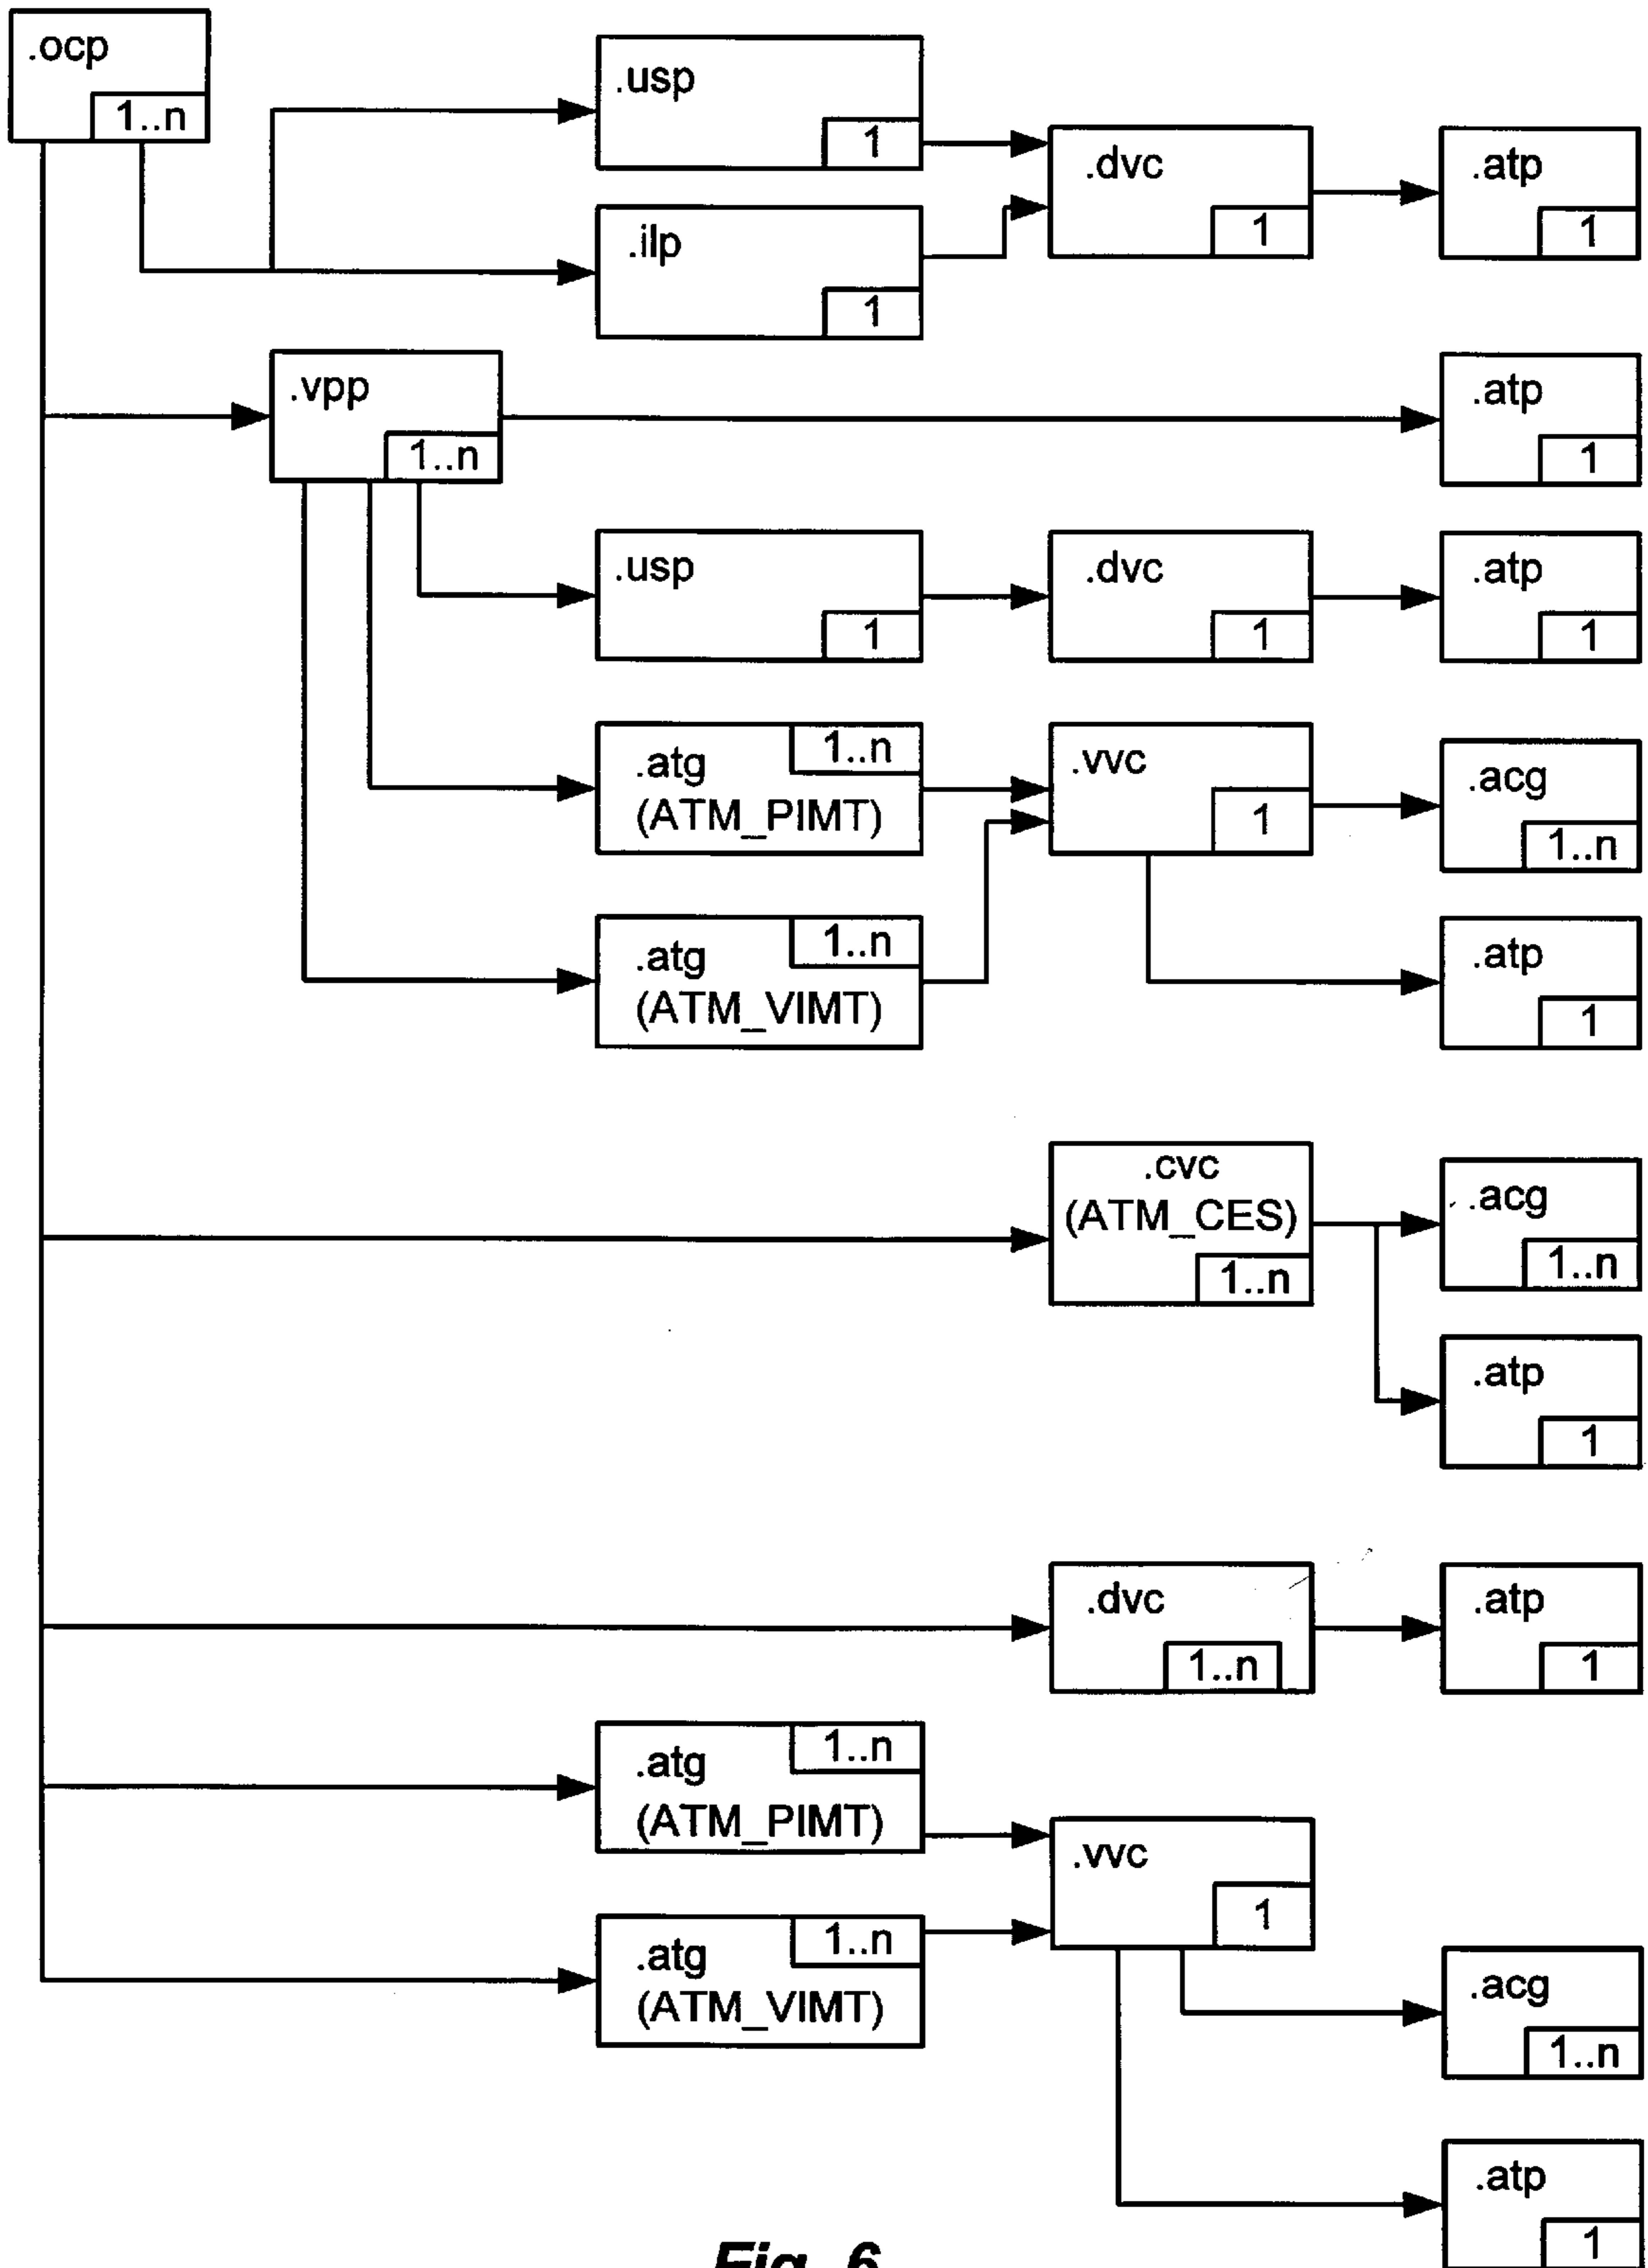 .ocp
1..n
.usp
1
.dvc
1
.atp
1
.ilp
1
.vpp
1..n
.atp
1
.usp
1
.dvc
1
.atp
1
.atg
1..n
(ATM_PIMT)
.vvc
1
.acg
1..n
.atg
1..n
(ATM_VIMT)
.atp
1
.cvc
(ATM_CES)
1..n
.acg
1..n
.atp
1
.dvc
1..n
.atp
1
.atg
1..n
(ATM_PIMT)
.vvc
1
.atg
1..n
(ATM_VIMT)
.acg
1..n
.atp
1
Fig. 6